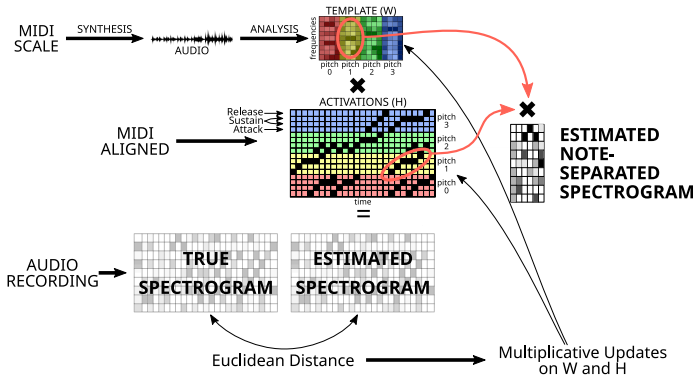 TEMPLATE (W)
MIDI
SCALE
SYNTHESIS
AUDIO
ANALYSIS
frequencies
pitch
0
pitch
1
pitch
2
pitch
3
ACTIVATIONS (H)
Release
Sustain
Attack
MIDI
ALIGNED
pitch
3
pitch
2
pitch
1
pitch
0
time
=
ESTIMATED
NOTE-
SEPARATED
SPECTROGRAM
AUDIO
RECORDING
TRUE
SPECTROGRAM
ESTIMATED
SPECTROGRAM
Euclidean Distance
Multiplicative Updates
on W and H